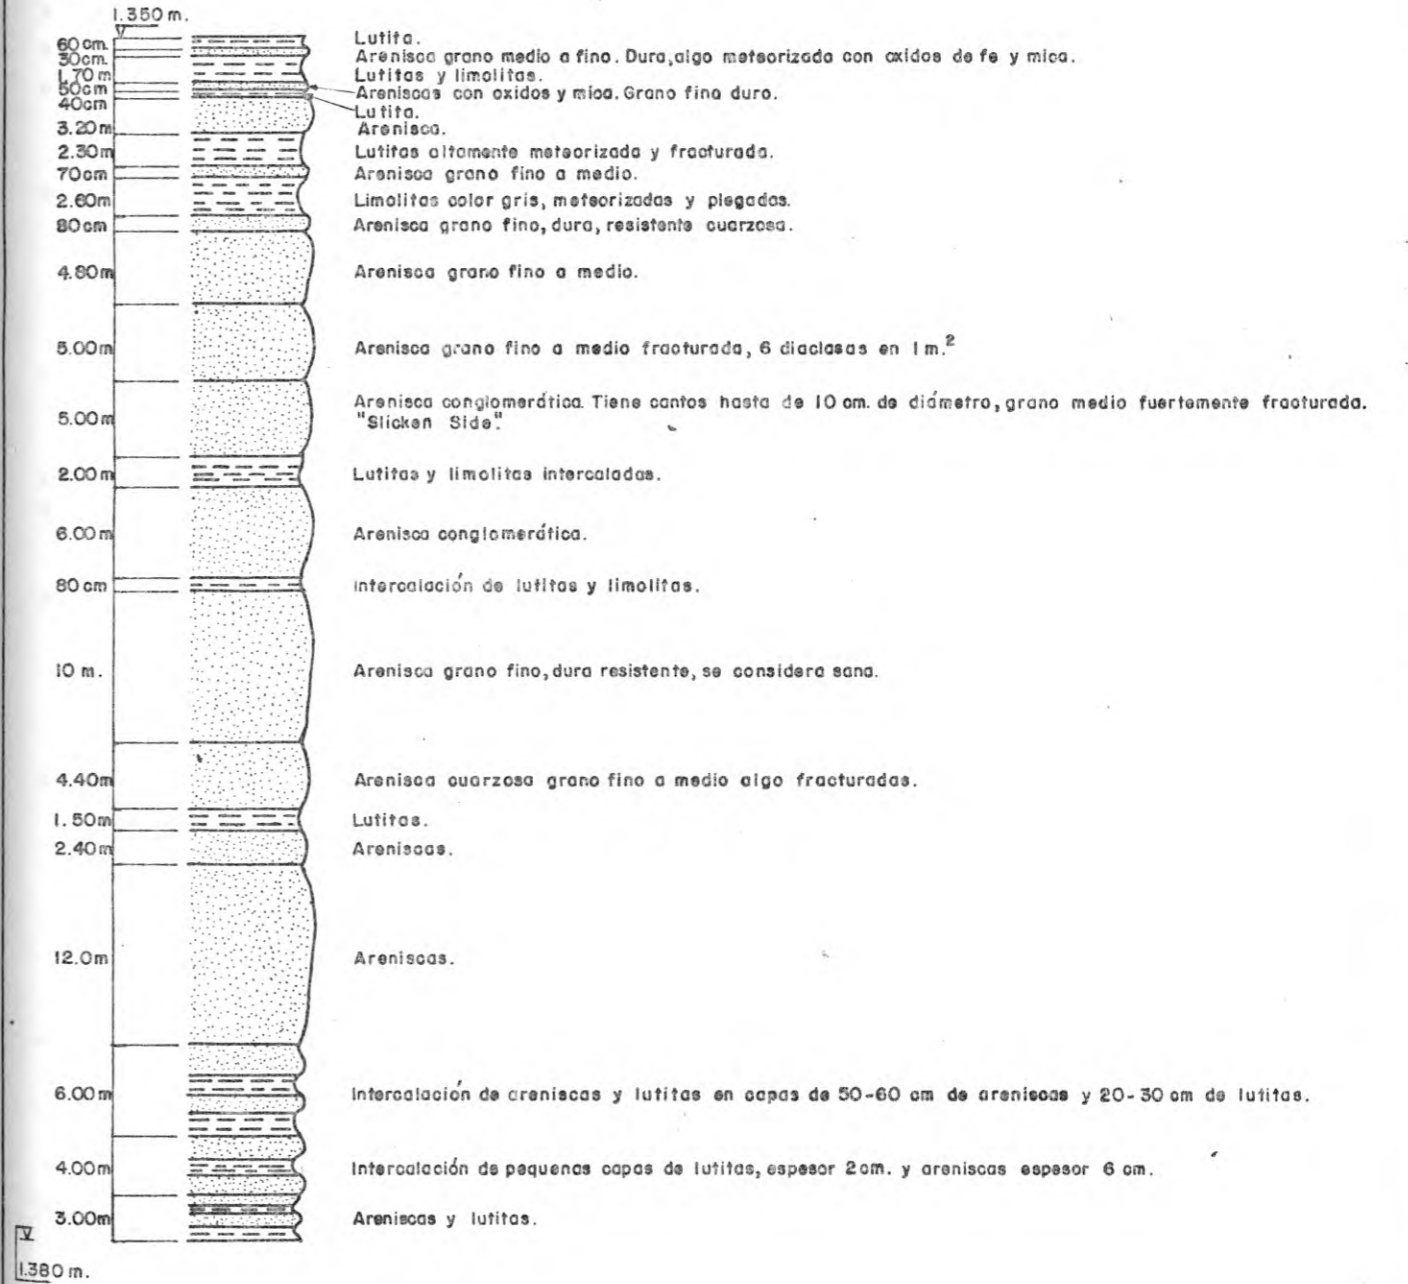 1.350 m.
60 cm. Lutita.
30cm. Arenisca grano medio a fino. Dura, algo meteorizada con oxidos de fe y mica.
1.70 m Lutitas y limolitas.
50cm Areniscas con oxidos y mica. Grano fino duro.
40cm Lutita.
3.20 m Arenisca.
2.30m Lutitas altamente meteorizada y fracturada.
70cm Arenisca grano fino a medio.
2.60m Limolitas color gris, meteorizadas y plegadas.
80cm Arenisca grano fino, dura, resistente cuarzosa.
4.80m Arenisca grano fino a medio.
5.00m Arenisca grano fino a medio fracturada, 6 diaclasas en 1 m.²
5.00m Arenisca conglomerática. Tiene cantos hasta de 10 cm. de diámetro, grano medio fuertemente fracturada.
"Slicken Side".
2.00 m Lutitas y limolitas intercaladas.
6.00 m Arenisca conglomerática.
80 cm Intercalación de lutitas y limolitas.
10 m. Arenisca grano fino, dura resistente, se considera sana.
4.40m Arenisca cuarzosa grano fino a medio algo fracturadas.
1.50m Lutitas.
2.40m Areniscas.
12.0m Areniscas.
6.00 m Intercalación de areniscas y lutitas en capas de 50-60 cm de areniscas y 20-30 cm de lutitas.
4.00m Intercalación de pequenas capas de lutitas, espesor 2cm. y areniscas espesor 6 cm.
3.00m Areniscas y lutitas.
1.380 m.